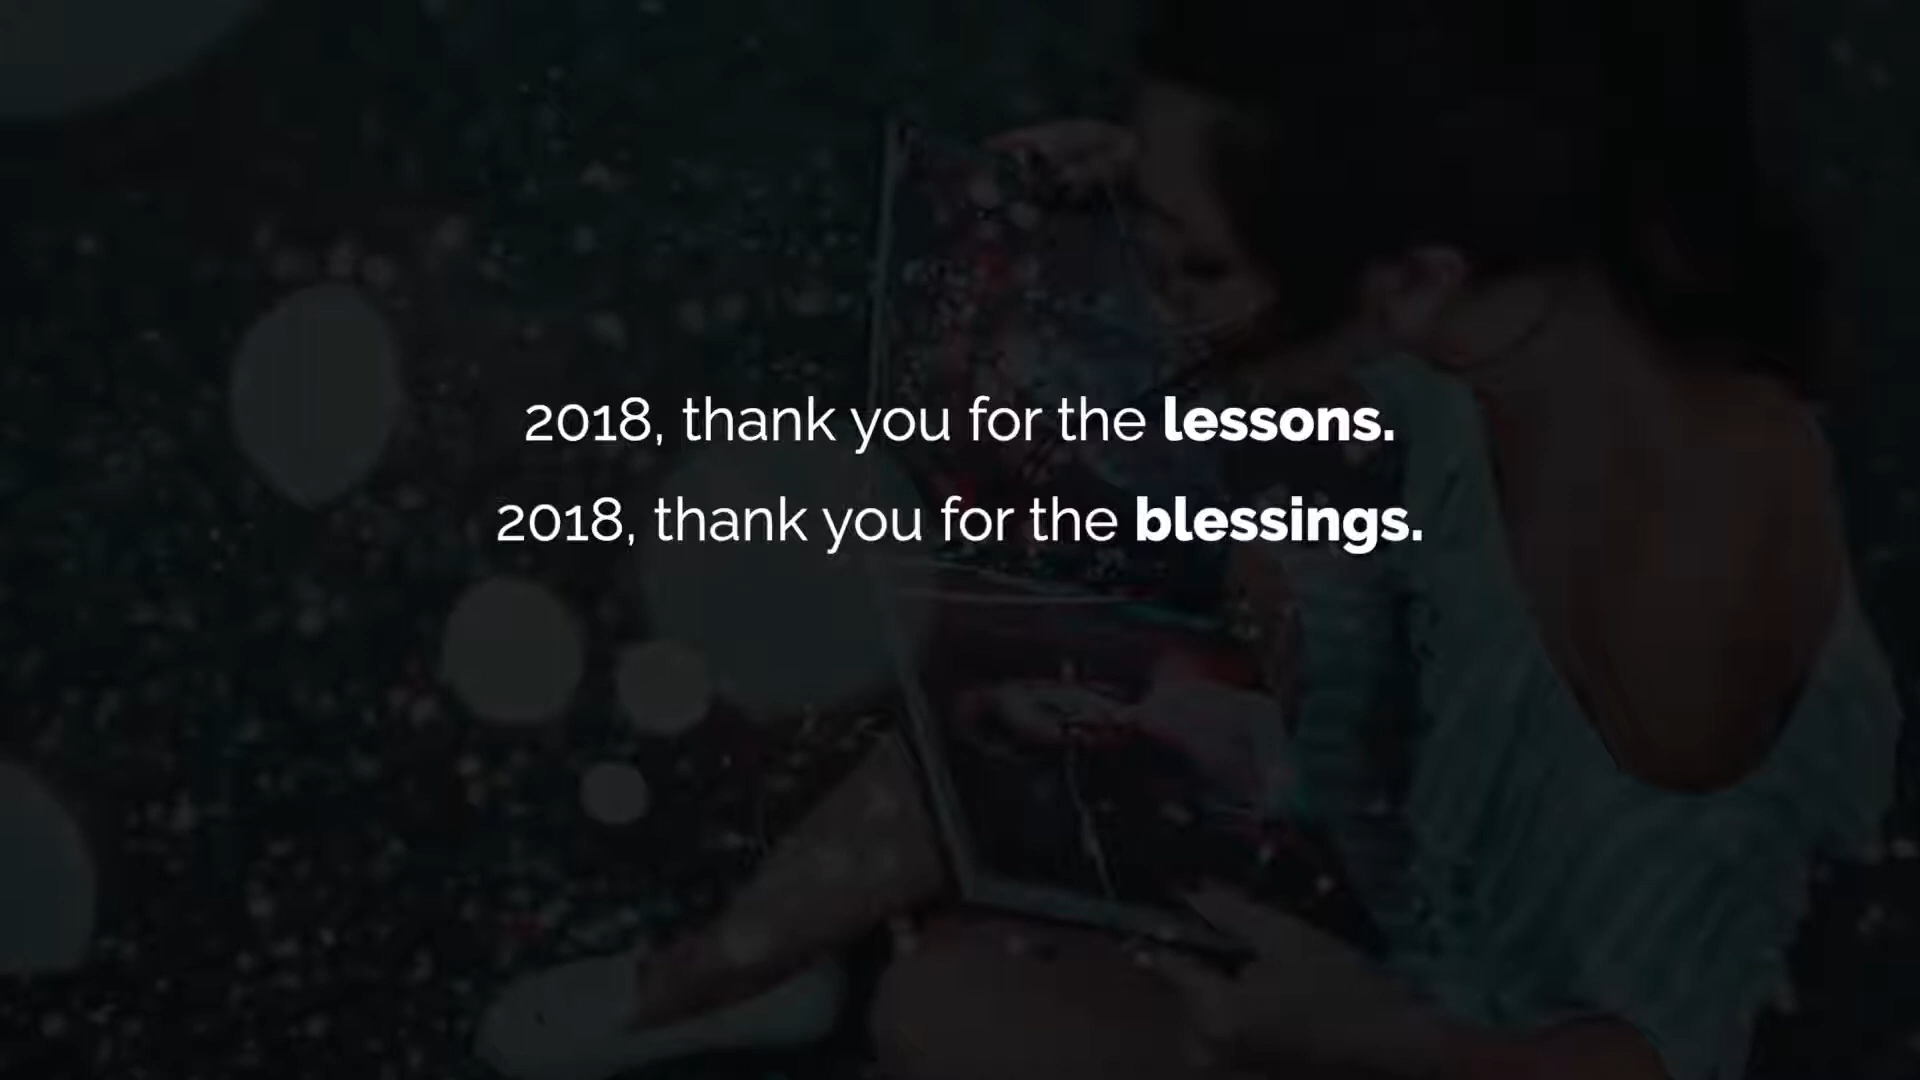 2018, thank you for the lessons.
2018, thank you for the blessings.